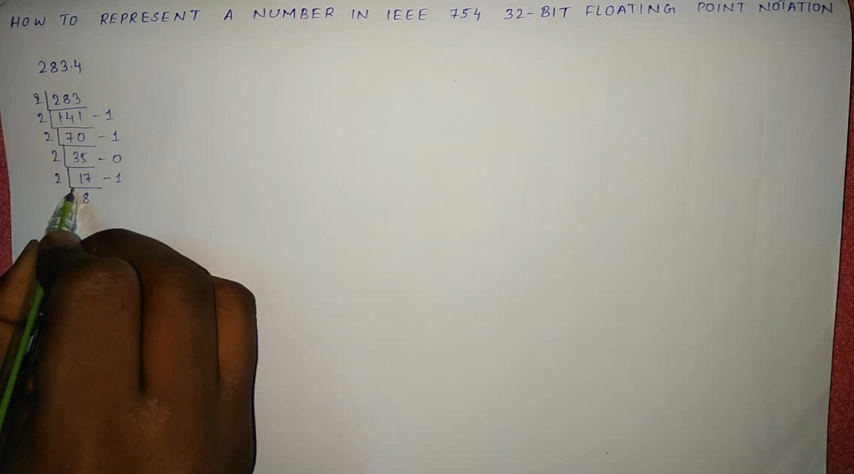 HOW TO REPRESENT A NUMBER IN IEEE 754 32-BIT FLOATING POINT NOTATION
283.4
2 283
2 141 - 1
2 70 - 1
2 35 - 0
2 17 - 1
8